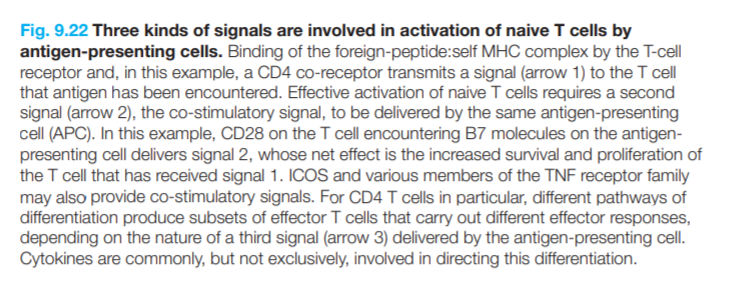 Fig. 9.22 Three kinds of signals are involved in activation of naive T cells by
antigen-presenting cells. Binding of the foreign-peptide:self MHC complex by the T-cell
receptor and, in this example, a CD4 co-receptor transmits a signal (arrow 1) to the T cell
that antigen has been encountered. Effective activation of naive T cells requires a second
signal (arrow 2), the co-stimulatory signal, to be delivered by the same antigen-presenting
cell (APC). In this example, CD28 on the T cell encountering B7 molecules on the antigen-
presenting cell delivers signal 2, whose net effect is the increased survival and proliferation of
the T cell that has received signal 1. ICOS and various members of the TNF receptor family
may also provide co-stimulatory signals. For CD4 T cells in particular, different pathways of
differentiation produce subsets of effector T cells that carry out different effector responses,
depending on the nature of a third signal (arrow 3) delivered by the antigen-presenting cell.
Cytokines are commonly, but not exclusively, involved in directing this differentiation.